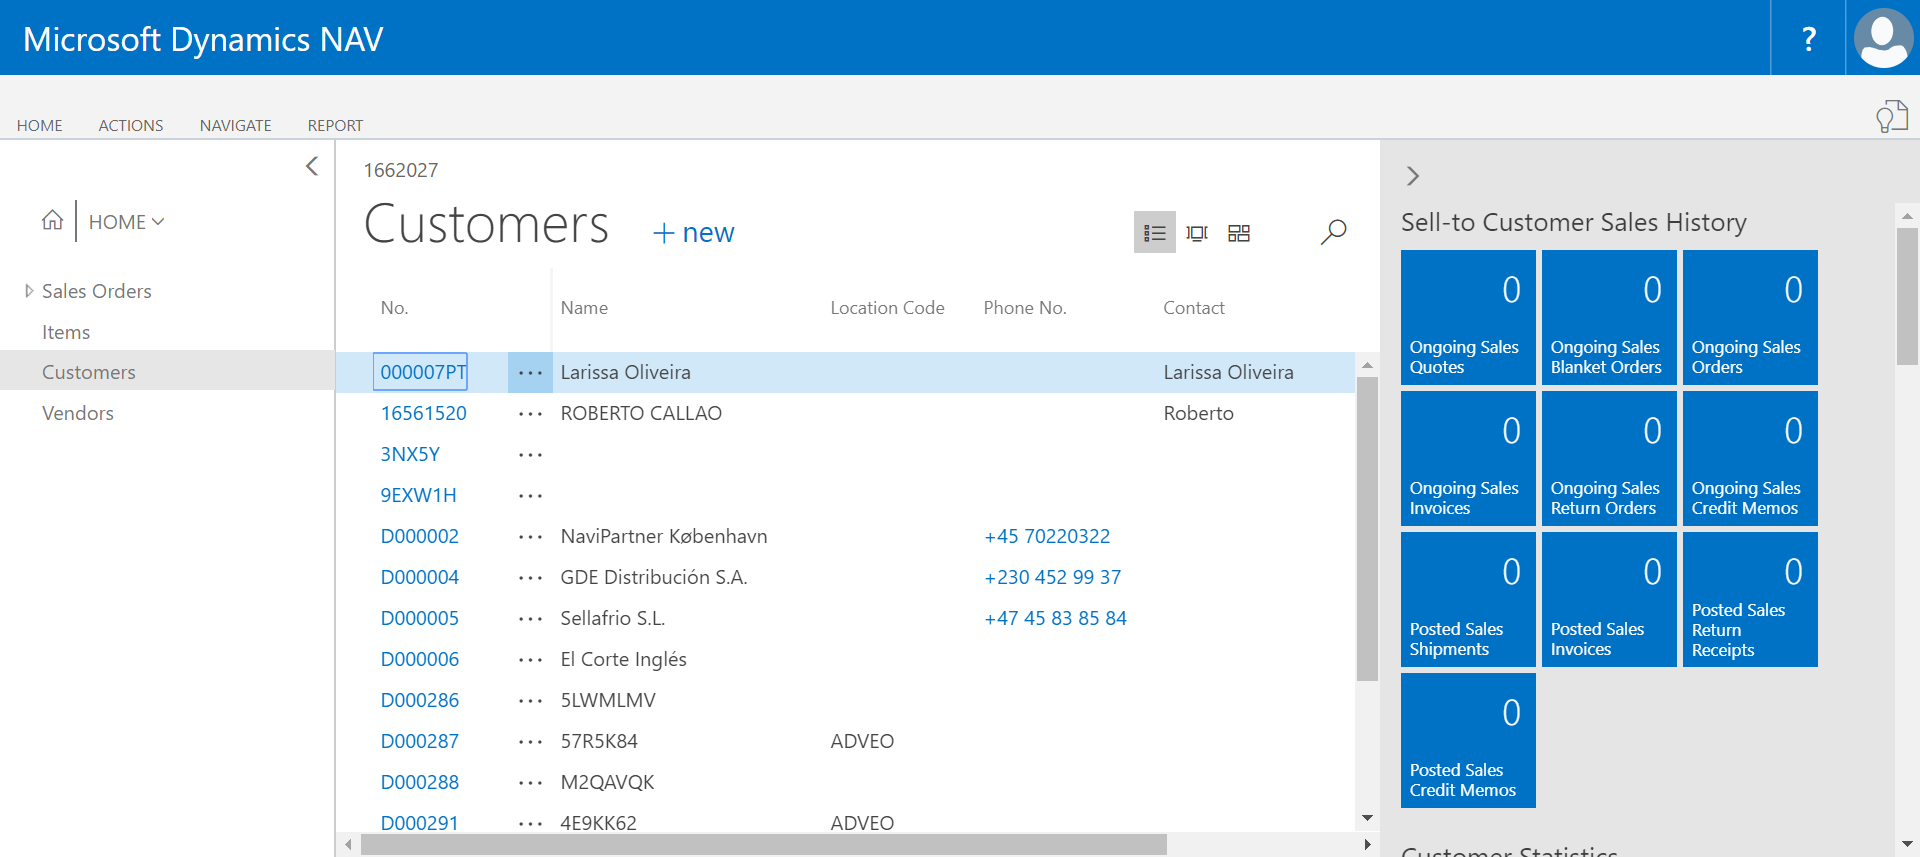 Microsoft Dynamics NAV
?
HOME ACTIONS NAVIGATE REPORT
HOME
Sales Orders
Items
Customers
Vendors
1662027
Customers + new
No. Name Location Code Phone No. Contact
000007PT ... Larissa Oliveira Larissa Oliveira
16561520 ... ROBERTO CALLAO Roberto
3NX5Y ...
9EXW1H ...
D000002 ... NaviPartner København +45 70220322
D000004 ... GDE Distribución S.A. +230 452 99 37
D000005 ... Sellafrio S.L. +47 45 83 85 84
D000006 ... El Corte Inglés
D000286 ... 5LWMLMV
D000287 ... 57R5K84 ADVEO
D000288 ... M2QAVQK
D000291 ... 4E9KK62 ADVEO
Sell-to Customer Sales History
0
Ongoing Sales
Quotes
0
Ongoing Sales
Blanket Orders
0
Ongoing Sales
Orders
0
Ongoing Sales
Invoices
0
Ongoing Sales
Return Orders
0
Ongoing Sales
Credit Memos
0
Posted Sales
Shipments
0
Posted Sales
Invoices
0
Posted Sales
Return
Receipts
0
Posted Sales
Credit Memos
Customer Statistics